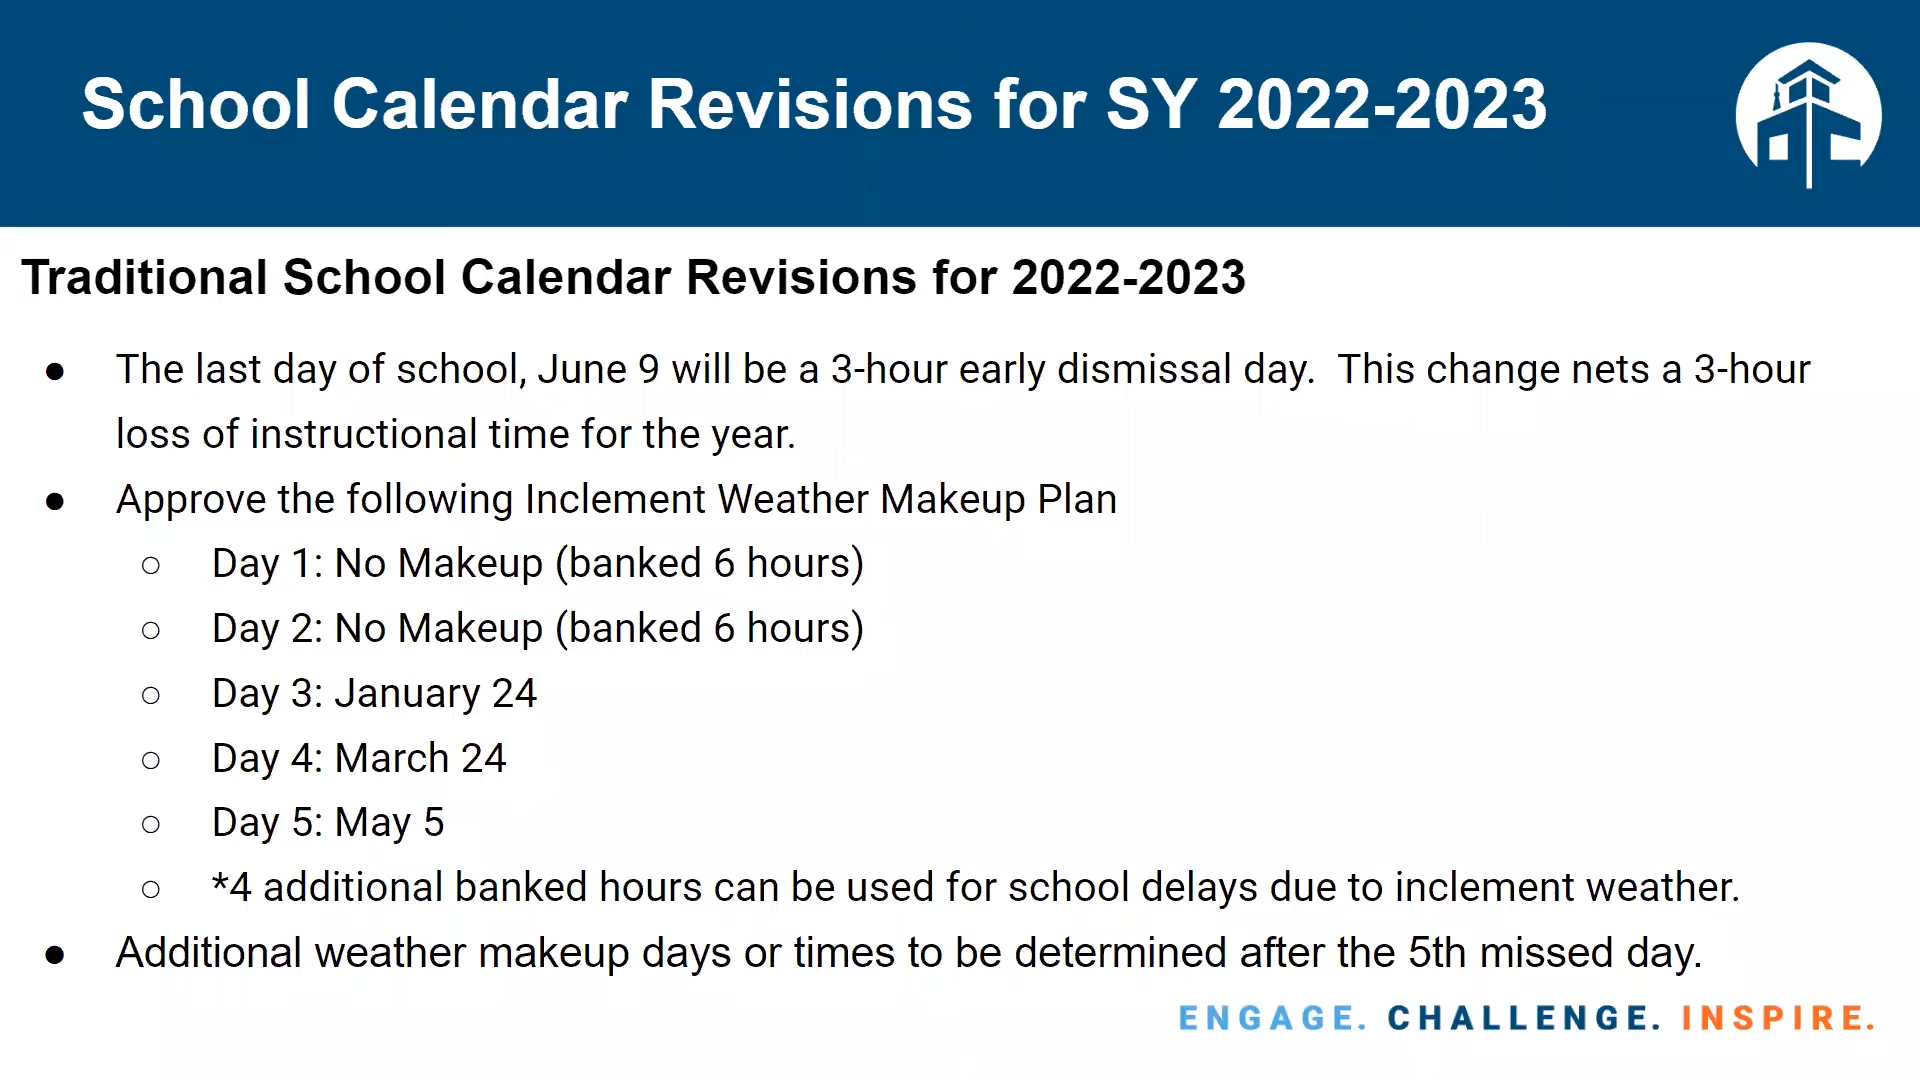 School Calendar Revisions for SY 2022-2023
Traditional School Calendar Revisions for 2022-2023
● The last day of school, June 9 will be a 3-hour early dismissal day.  This change nets a 3-hour
loss of instructional time for the year.
● Approve the following Inclement Weather Makeup Plan
○ Day 1: No Makeup (banked 6 hours)
○ Day 2: No Makeup (banked 6 hours)
○ Day 3: January 24
○ Day 4: March 24
○ Day 5: May 5
○ *4 additional banked hours can be used for school delays due to inclement weather.
● Additional weather makeup days or times to be determined after the 5th missed day.
ENGAGE. CHALLENGE. INSPIRE.